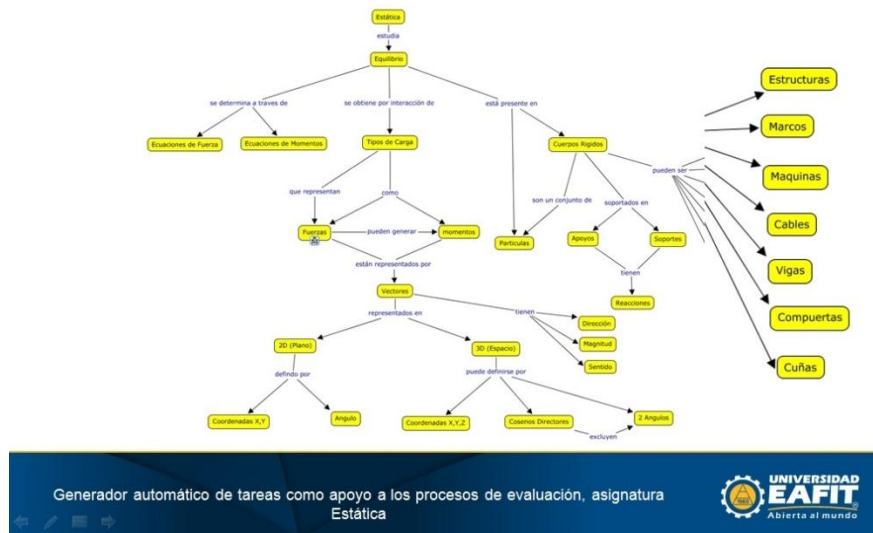 Estática
estudia
Equilibrio
se determina a traves de
se obtiene por interacción de
está presente en
Ecuaciones de Fuerza
Ecuaciones de Momentos
Tipos de Carga
Cuerpos Rigidos
que representan
como
son un conjunto de
soportados en
pueden ser
Fuerzas
pueden generar
momentos
Particulas
Apoyos
Soportes
están representados por
tienen
Vectores
Reacciones
representados en
tienen
Dirección
Magnitud
Sentido
2D (Plano)
3D (Espacio)
defindo por
puede definirse por
Coordenadas X,Y
Angulo
Coordenadas X,Y,Z
Cosenos Directores
2 Angulos
excluyen
Estructuras
Marcos
Maquinas
Cables
Vigas
Compuertas
Cuñas
Generador automático de tareas como apoyo a los procesos de evaluación, asignatura
Estática
UNIVERSIDAD
EAFIT
Abierta al mundo